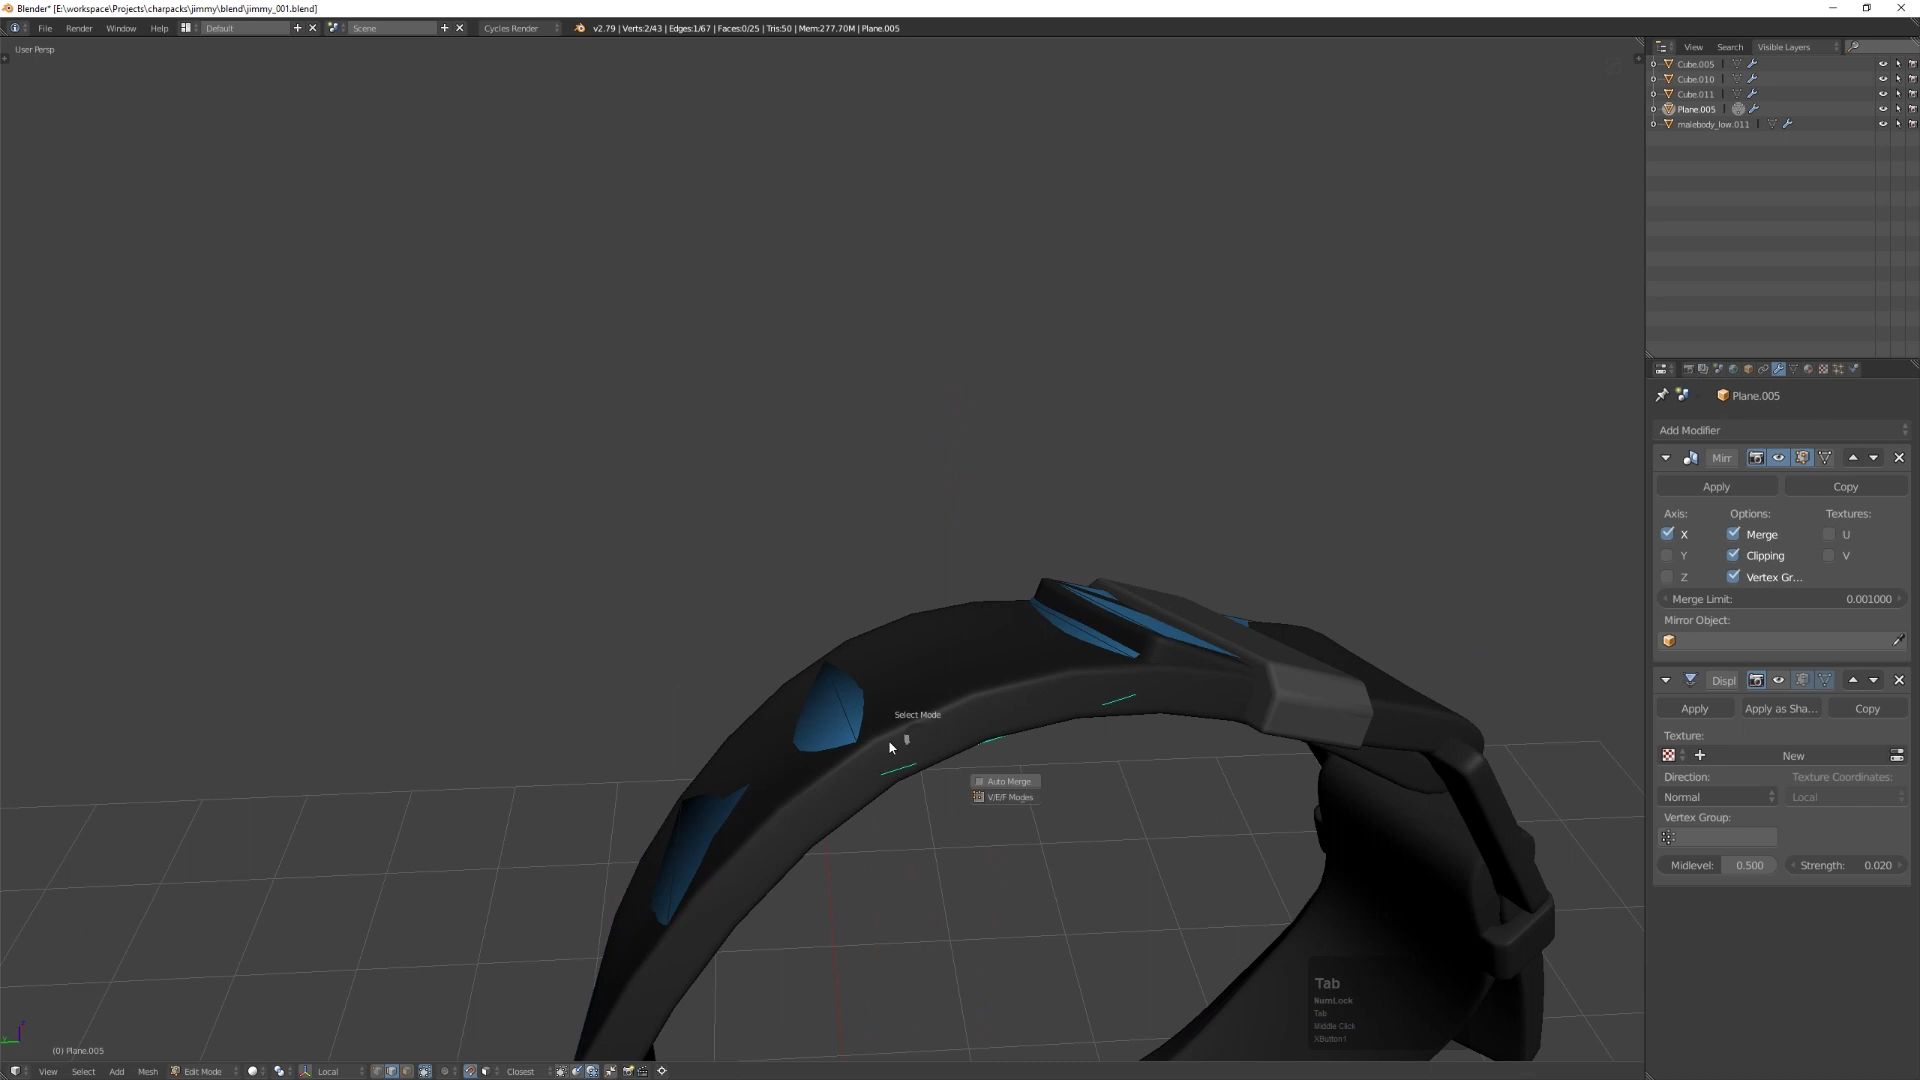 Blender* [E:\workspace\Projects\charpacks\jimmy\blend\jimmy_001.blend]
File Render Window Help Default Scene Cycles Render v2.79 | Verts:2/43 | Edges:1/67 | Faces:0/25 | Tris:50 | Mem:277.70M | Plane.005
User Persp
View Search Visible Layers
Cube.005
Cube.010
Cube.011
Plane.005
malebody_low.011
Plane.005
Add Modifier
Mirr
Apply Copy
Axis: Options: Textures:
X Merge U
Y Clipping V
Z Vertex Gr...
Merge Limit: 0.001000
Mirror Object:
Displ
Apply Apply as Sha... Copy
Texture:
New
Direction: Texture Coordinates:
Normal Local
Vertex Group:
Midlevel: 0.500 Strength: 0.020
Select Mode
Auto Merge
V/E/F Modes
Tab
NumLock
Tab
Middle Click
XButton1
(0) Plane.005
View Select Add Mesh Edit Mode Local Closest